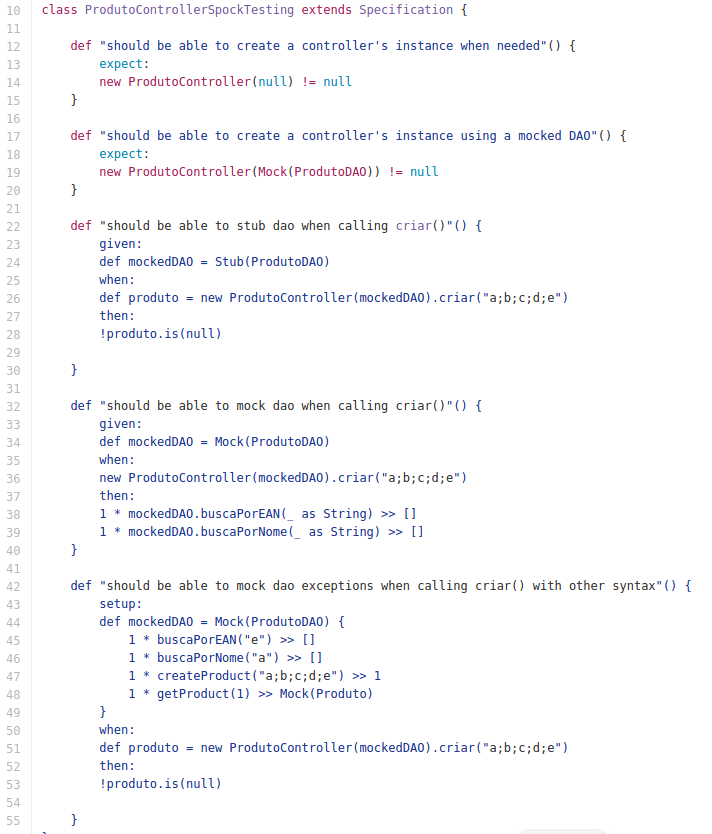 10 class ProdutoControllerSpockTesting extends Specification {
11
12     def "should be able to create a controller's instance when needed"() {
13         expect:
14         new ProdutoController(null) != null
15     }
16
17     def "should be able to create a controller's instance using a mocked DAO"() {
18         expect:
19         new ProdutoController(Mock(ProdutoDAO)) != null
20     }
21
22     def "should be able to stub dao when calling criar()"() {
23         given:
24         def mockedDAO = Stub(ProdutoDAO)
25         when:
26         def produto = new ProdutoController(mockedDAO).criar("a;b;c;d;e")
27         then:
28         !produto.is(null)
29
30     }
31
32     def "should be able to mock dao when calling criar()"() {
33         given:
34         def mockedDAO = Mock(ProdutoDAO)
35         when:
36         new ProdutoController(mockedDAO).criar("a;b;c;d;e")
37         then:
38         1 * mockedDAO.buscaPorEAN(_ as String) >> []
39         1 * mockedDAO.buscaPorNome(_ as String) >> []
40     }
41
42     def "should be able to mock dao exceptions when calling criar() with other syntax"() {
43         setup:
44         def mockedDAO = Mock(ProdutoDAO) {
45             1 * buscaPorEAN("e") >> []
46             1 * buscaPorNome("a") >> []
47             1 * createProduct("a;b;c;d;e") >> 1
48             1 * getProduct(1) >> Mock(Produto)
49         }
50         when:
51         def produto = new ProdutoController(mockedDAO).criar("a;b;c;d;e")
52         then:
53         !produto.is(null)
54
55     }